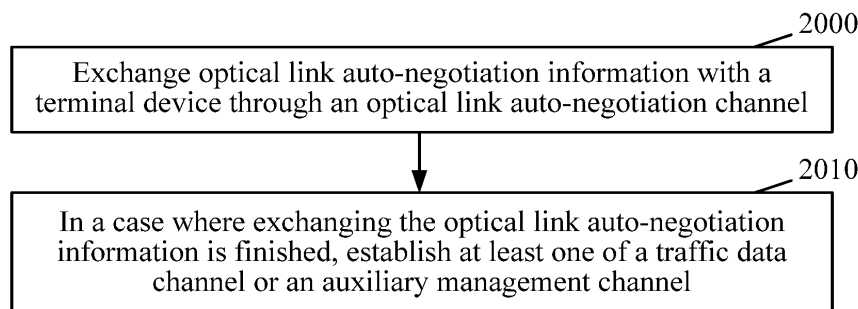 2000
Exchange optical link auto-negotiation information with a
terminal device through an optical link auto-negotiation channel
2010
In a case where exchanging the optical link auto-negotiation
information is finished, establish at least one of a traffic data
channel or an auxiliary management channel